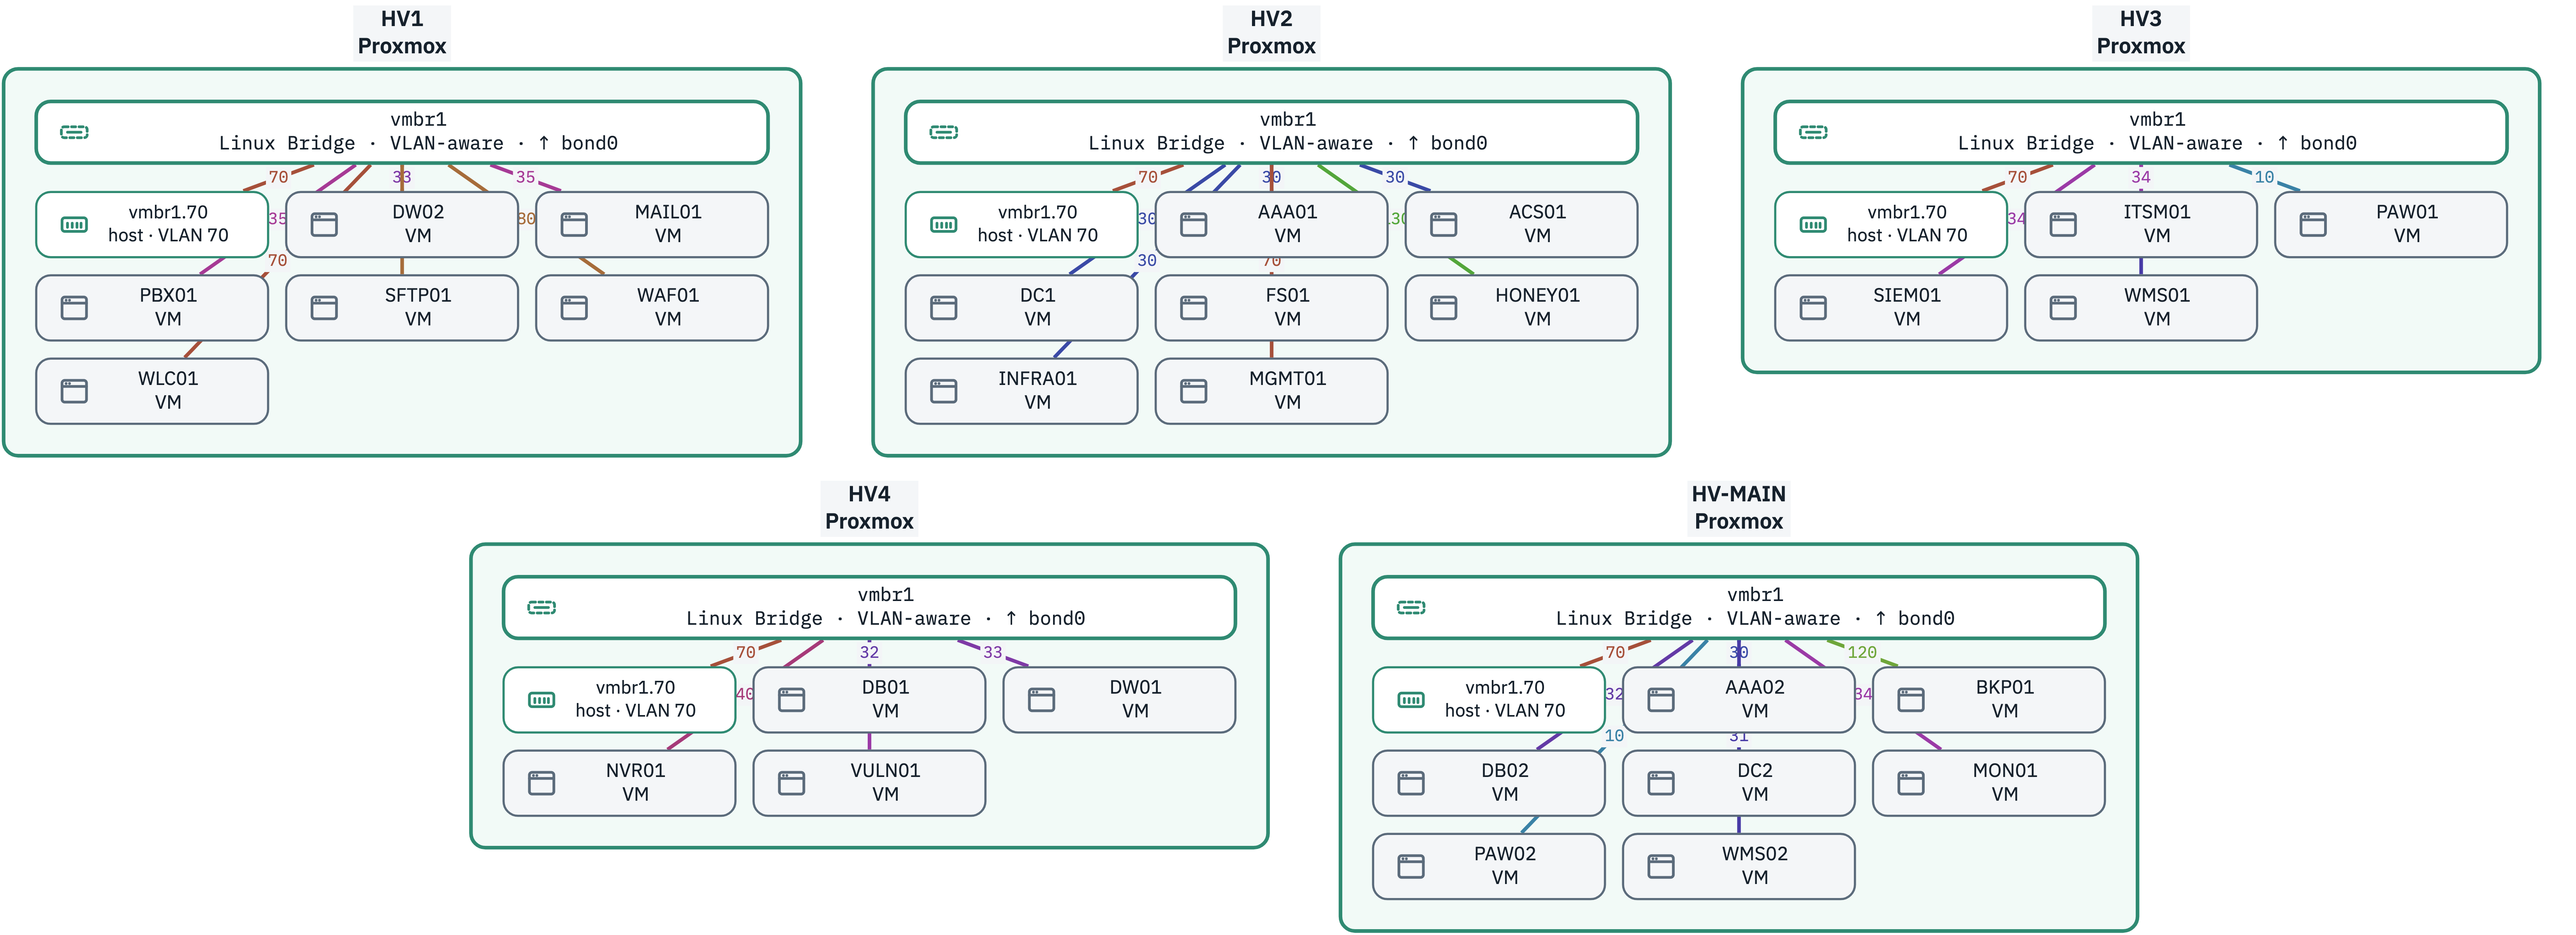 HV1
Proxmox
vmbr1
Linux Bridge · VLAN-aware · ↑ bond0
70
33
35
vmbr1.70
host · VLAN 70
35
DW02
VM
80
MAIL01
VM
70
PBX01
VM
SFTP01
VM
WAF01
VM
WLC01
VM
HV2
Proxmox
vmbr1
Linux Bridge · VLAN-aware · ↑ bond0
70
30
30
vmbr1.70
host · VLAN 70
30
AAA01
VM
130
ACS01
VM
30
70
DC1
VM
FS01
VM
HONEY01
VM
INFRA01
VM
MGMT01
VM
HV3
Proxmox
vmbr1
Linux Bridge · VLAN-aware · ↑ bond0
70
34
10
vmbr1.70
host · VLAN 70
34
ITSM01
VM
PAW01
VM
SIEM01
VM
WMS01
VM
HV4
Proxmox
vmbr1
Linux Bridge · VLAN-aware · ↑ bond0
70
32
33
vmbr1.70
host · VLAN 70
40
DB01
VM
DW01
VM
NVR01
VM
VULN01
VM
HV-MAIN
Proxmox
vmbr1
Linux Bridge · VLAN-aware · ↑ bond0
70
30
120
vmbr1.70
host · VLAN 70
32
AAA02
VM
34
BKP01
VM
10
31
DB02
VM
DC2
VM
MON01
VM
PAW02
VM
WMS02
VM